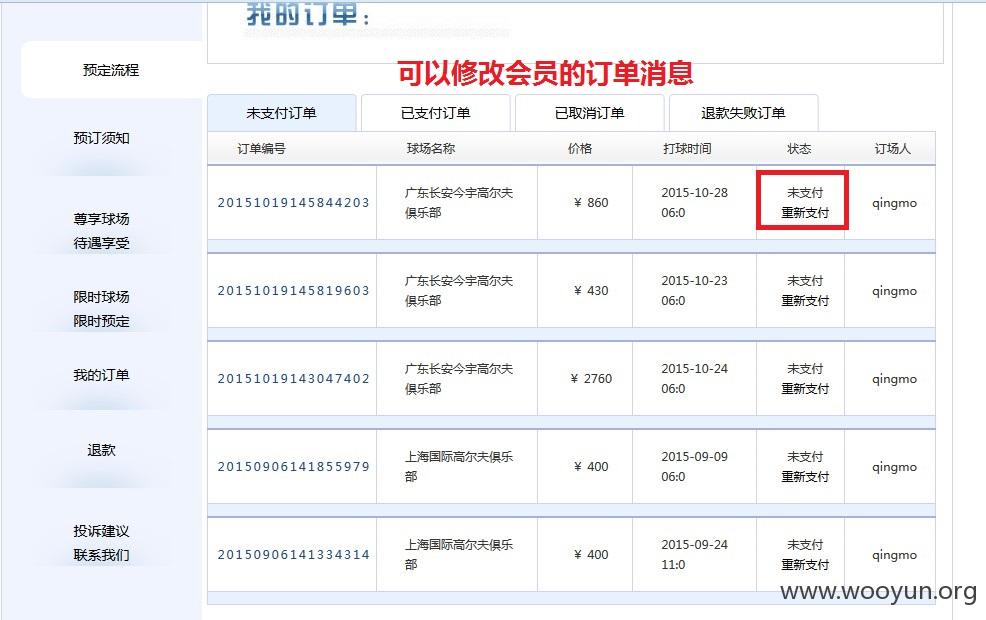 我的订单：
可以修改会员的订单消息
预定流程
预订须知
尊享球场
待遇享受
限时球场
限时预定
我的订单
退款
投诉建议
联系我们
未支付订单 已支付订单 已取消订单 退款失败订单
订单编号 球场名称 价格 打球时间 状态 订场人
20151019145844203 广东长安今宇高尔夫 ¥ 860 2015-10-28 未支付 qingmo
俱乐部 06:0 重新支付
20151019145819603 广东长安今宇高尔夫 ¥ 430 2015-10-23 未支付 qingmo
俱乐部 06:0 重新支付
20151019143047402 广东长安今宇高尔夫 ¥ 2760 2015-10-24 未支付 qingmo
俱乐部 06:0 重新支付
20150906141855979 上海国际高尔夫俱乐 ¥ 400 2015-09-09 未支付 qingmo
部 06:0 重新支付
20150906141334314 上海国际高尔夫俱乐 ¥ 400 2015-09-24 未支付 qingmo
部 11:0 重新支付
www.wooyun.org